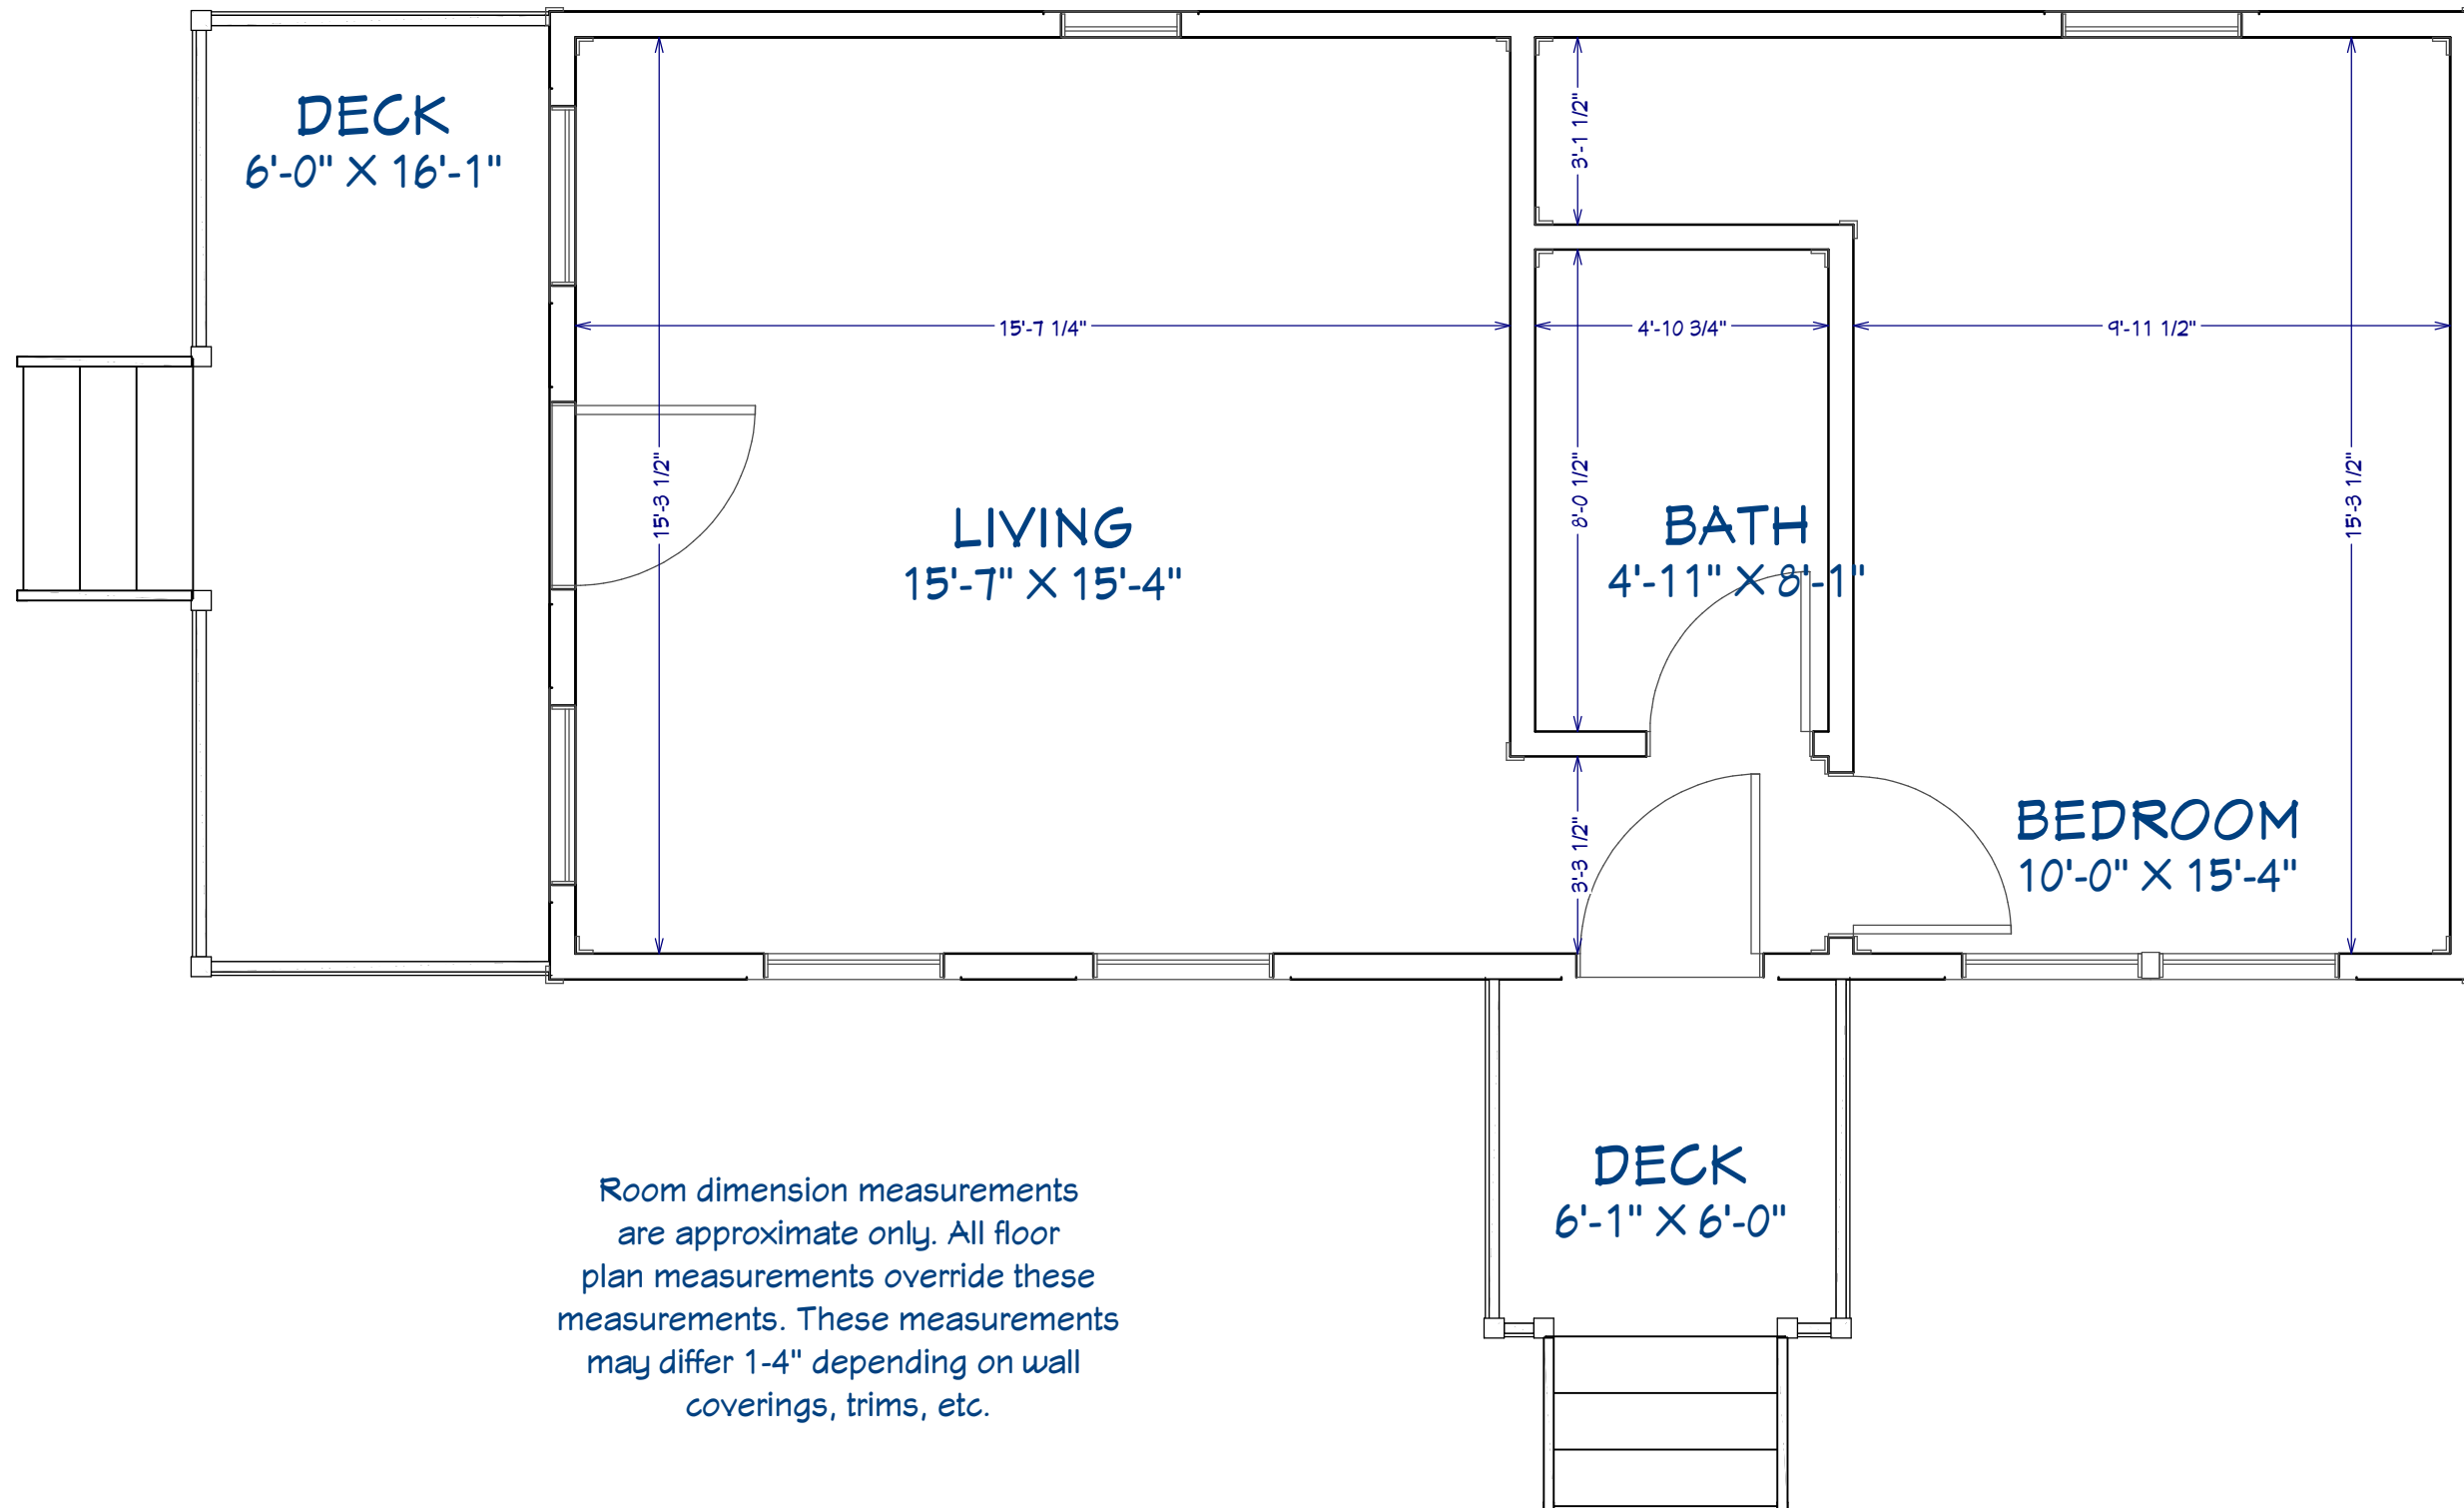 DECK
6'-0" X 16'-1"
3'-1 1/2"
15'-7 1/4"
4'-10 3/4"
9'-11 1/2"
15'-3 1/2"
8'-0 1/2"
15'-3 1/2"
LIVING
15'-7" X 15'-4"
BATH
4'-11" X 8'-1"
3'-3 1/2"
BEDROOM
10'-0" X 15'-4"
DECK
6'-1" X 6'-0"
Room dimension measurements
are approximate only. All floor
plan measurements override these
measurements. These measurements
may differ 1-4" depending on wall
coverings, trims, etc.